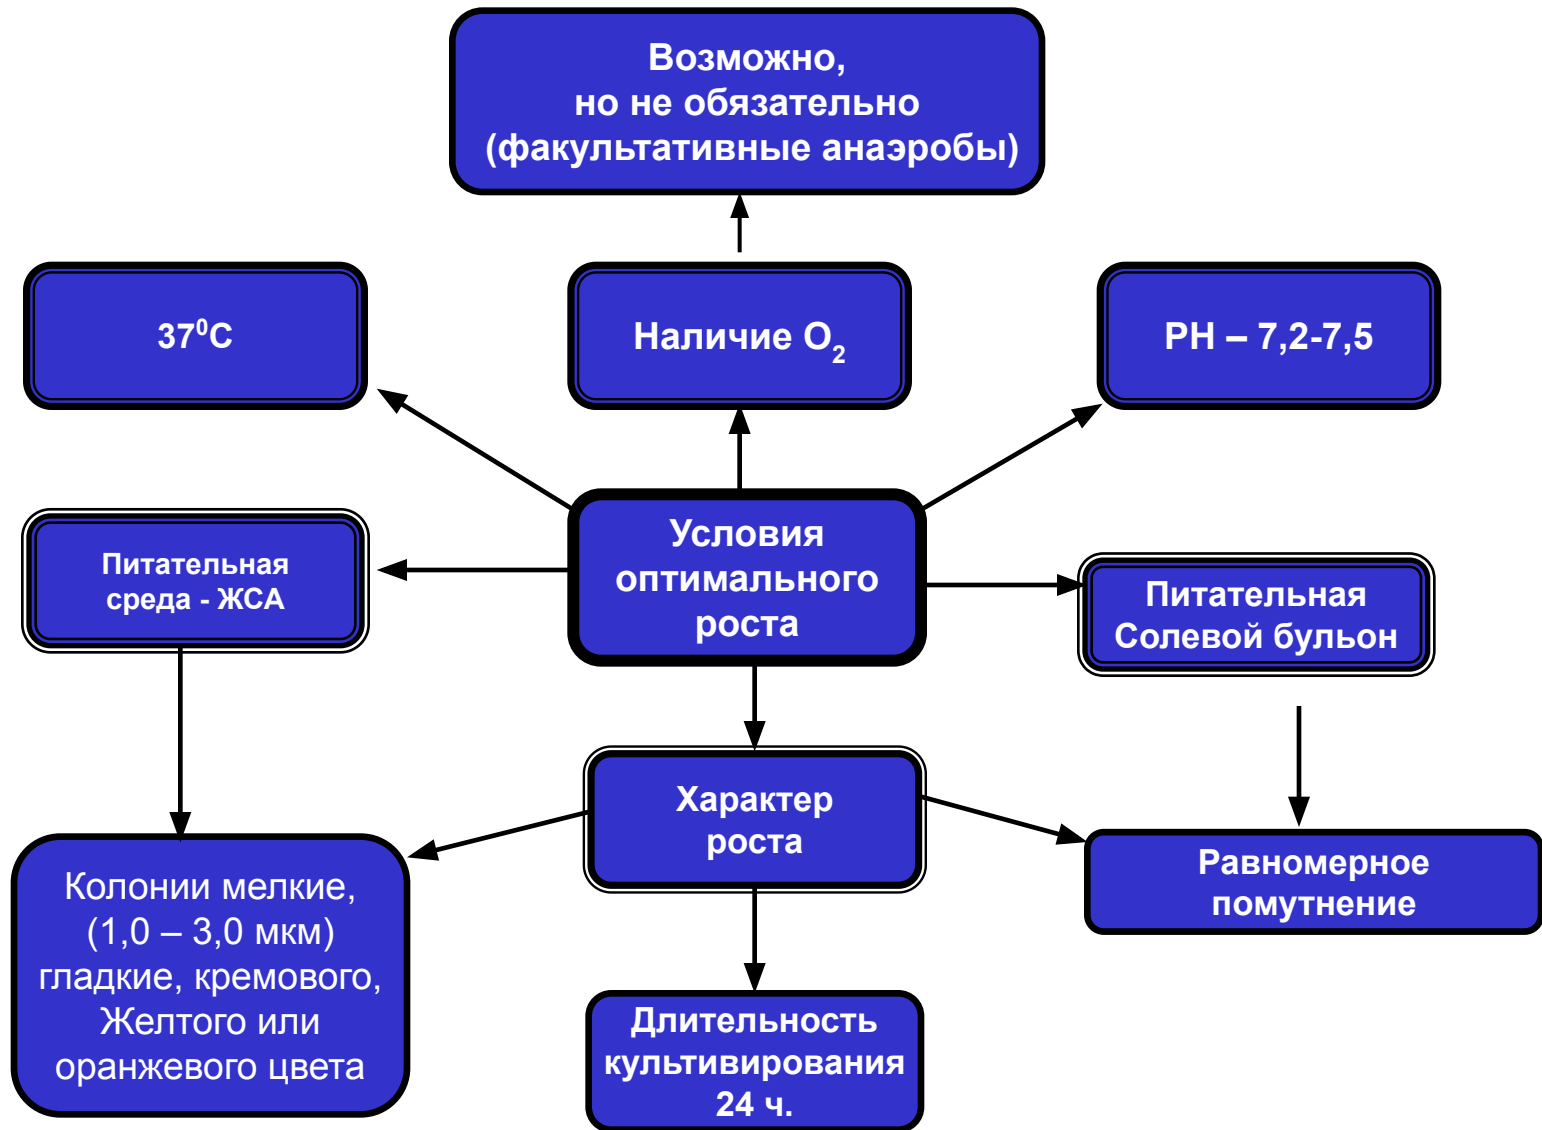 Возможно,
но не обязательно
(факультативные анаэробы)
37⁰С
Наличие О₂
РН – 7,2-7,5
Условия
оптимального
роста
Питательная
среда - ЖСА
Питательная
Солевой бульон
Характер
роста
Колонии мелкие,
(1,0 – 3,0 мкм)
гладкие, кремового,
Желтого или
оранжевого цвета
Равномерное
помутнение
Длительность
культивирования
24 ч.